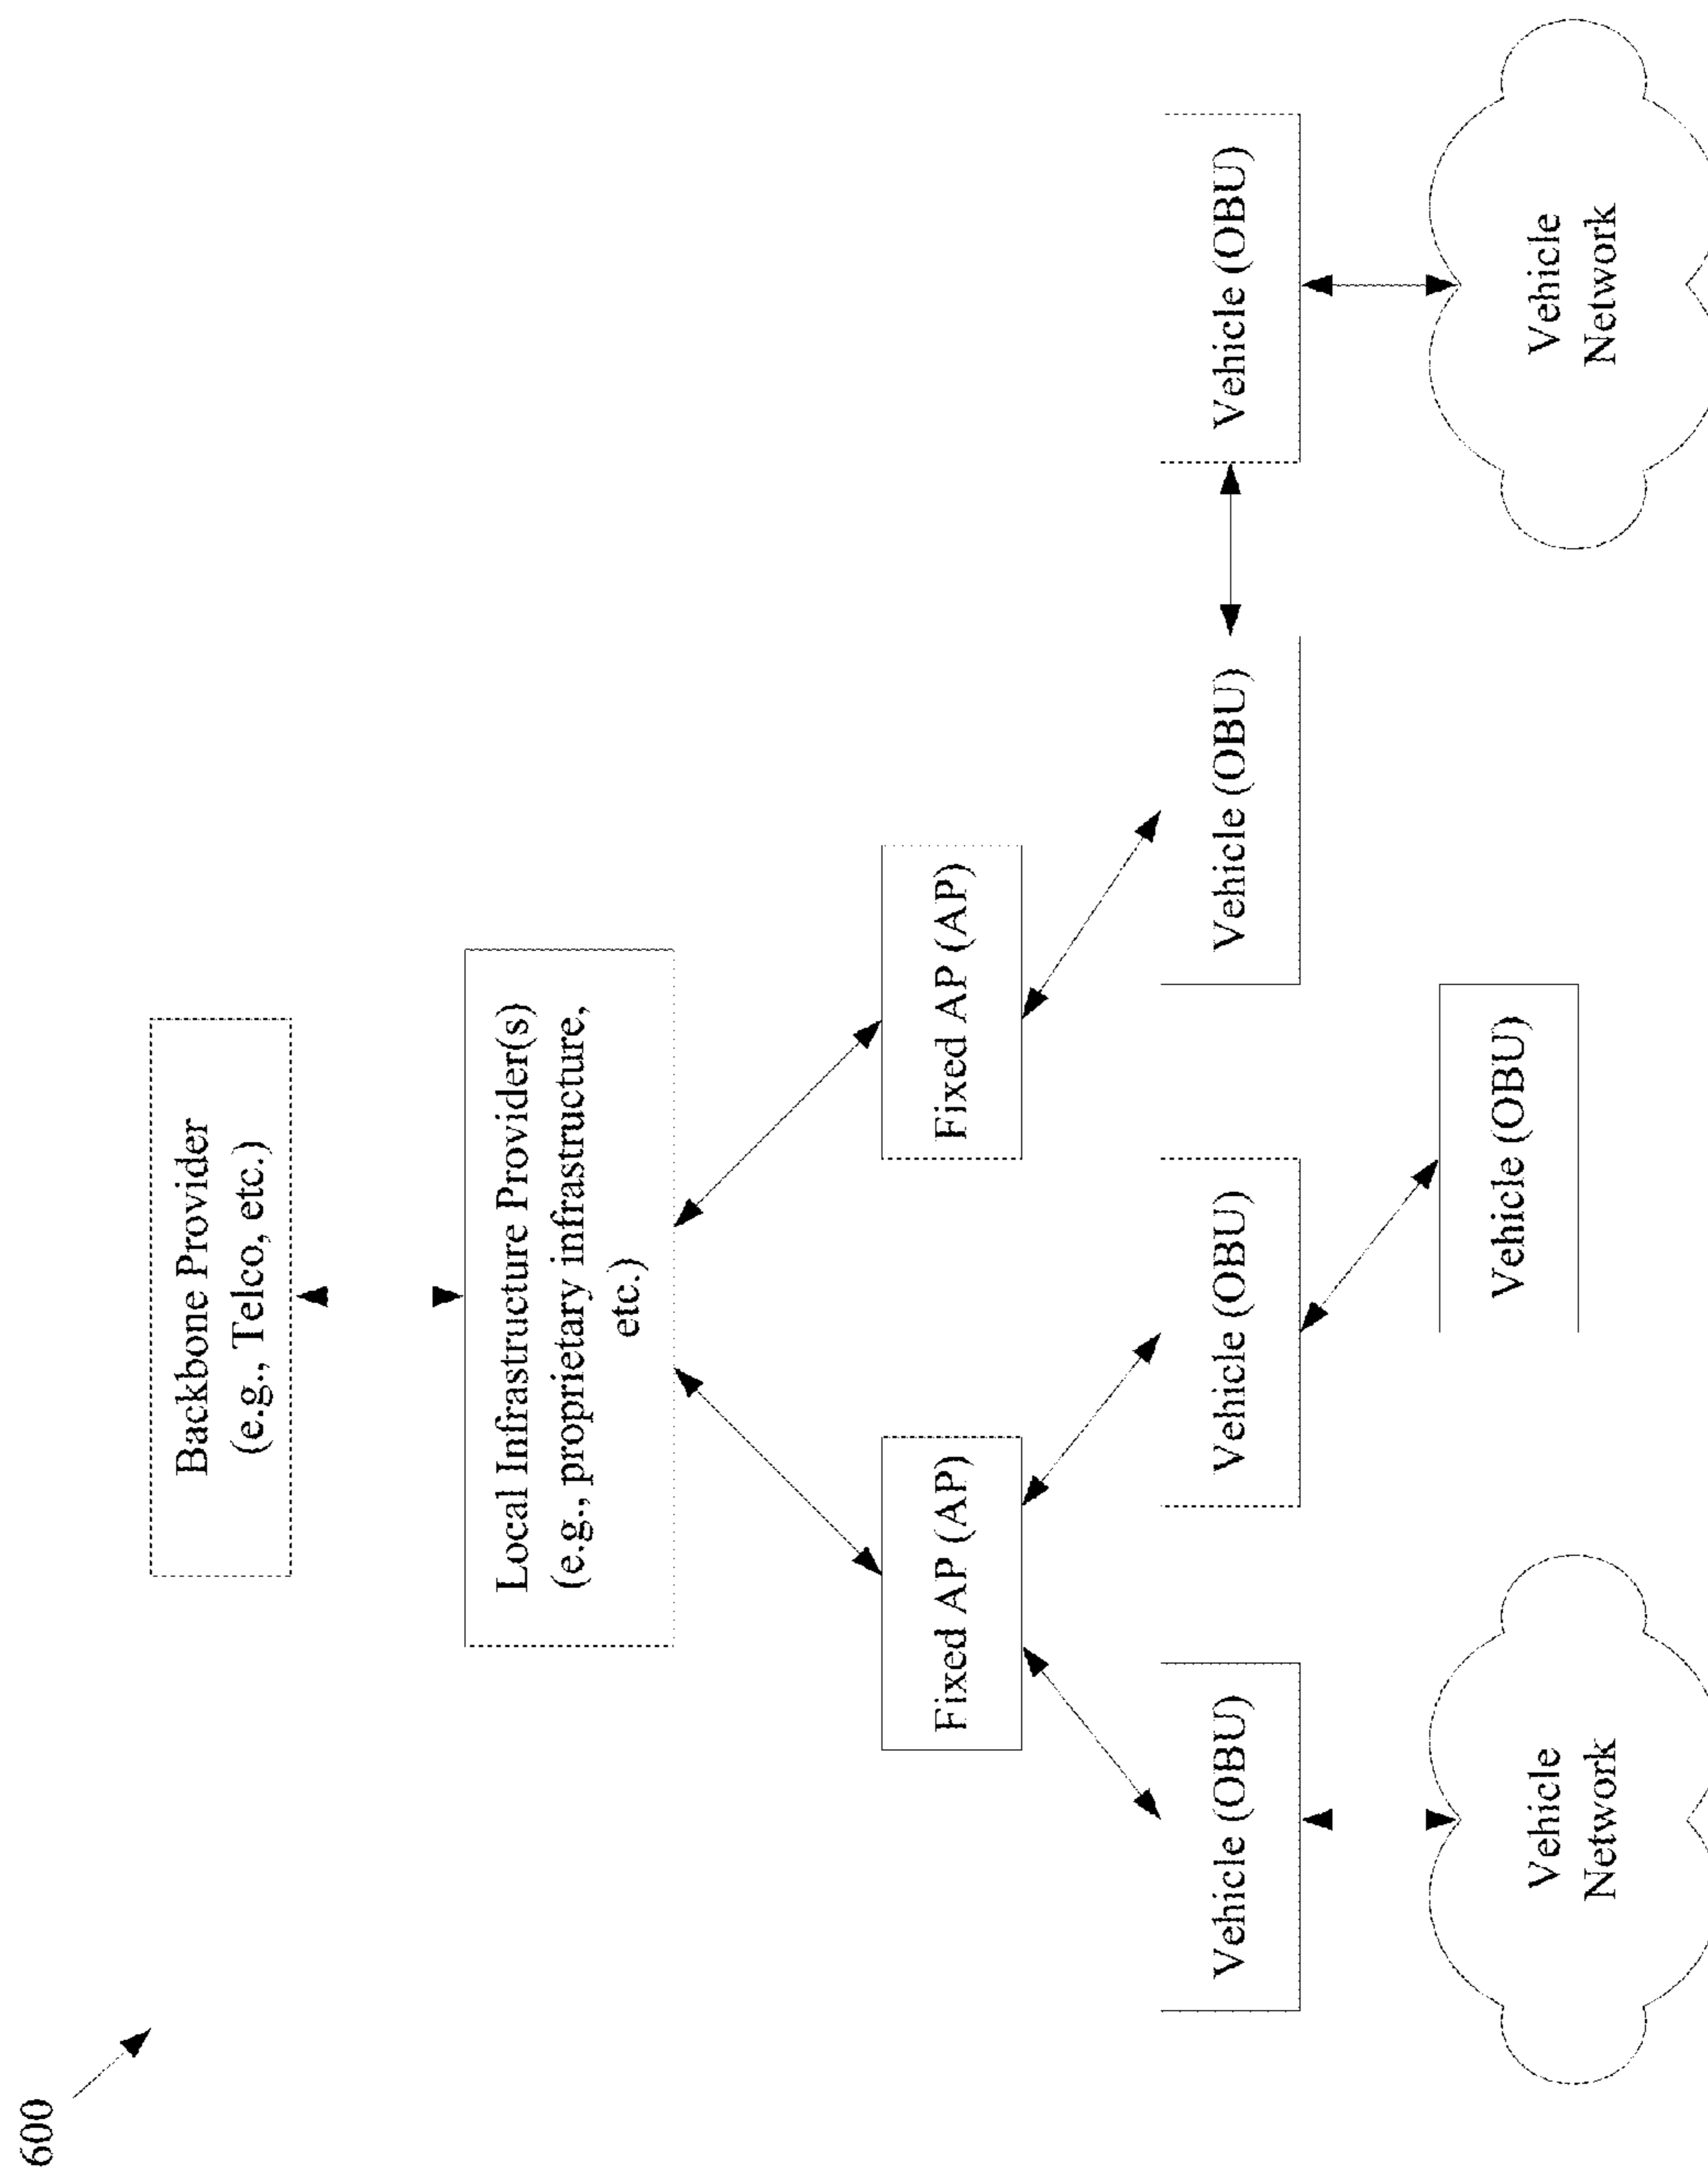 600
Backbone Provider
(e.g., Telco, etc.)
Local Infrastructure Provider(s)
(e.g., proprietary infrastructure,
etc.)
Fixed AP (AP)
Fixed AP (AP)
Vehicle (OBU)
Vehicle (OBU)
Vehicle (OBU)
Vehicle (OBU)
Vehicle (OBU)
Vehicle
Network
Vehicle
Network